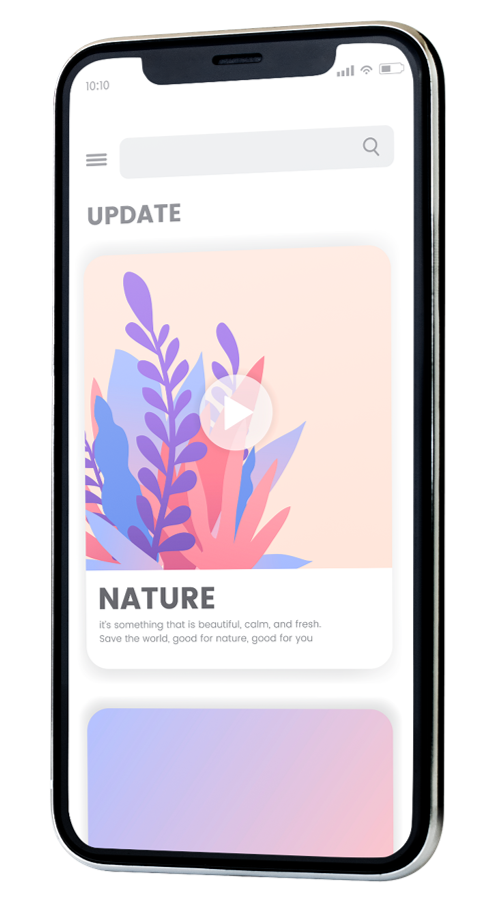 10:10
UPDATE
NATURE
it's something that is beautiful, calm, and fresh.
Save the world, good for nature, good for you